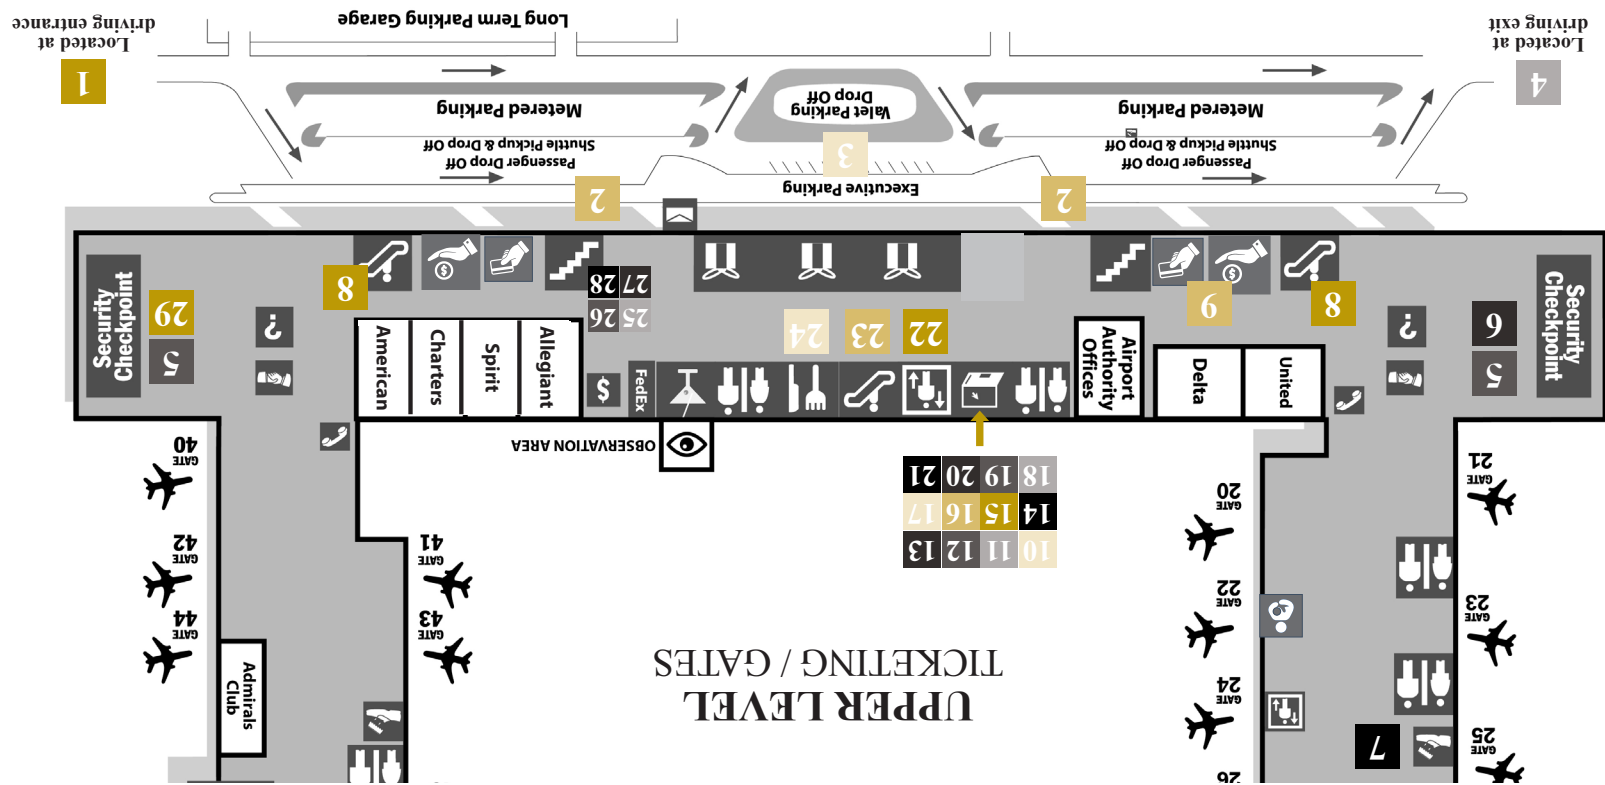 26
GATE
25
7
GATE
24
UPPER LEVEL
TICKETING / GATES
Admirals
Club
GATE
23
GATE
22
GATE
43
GATE
44
GATE
41
GATE
42
10 11 12 13
14 15 16 17
18 19 20 21
GATE
21
GATE
20
OBSERVATION AREA
GATE
40
Security
Checkpoint
5
6
United
Delta
Airport
Authority
Offices
FedEx
$
Allegiant
Spirit
Charters
American
Security
Checkpoint
5
29
8
9
22
23
24
25 26
27 28
8
$
$
?
?
2
Executive Parking
2
Passenger Drop Off
Shuttle Pickup & Drop Off
3
Passenger Drop Off
Shuttle Pickup & Drop Off
Metered Parking
Valet Parking
Drop Off
Metered Parking
4
Located at
driving exit
1
Located at
driving entrance
Long Term Parking Garage